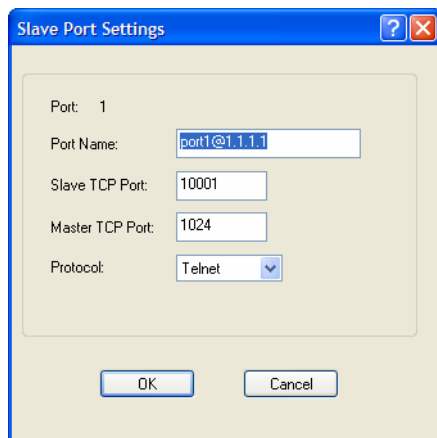 Slave Port Settings
Port: 1
Port Name: port1@1.1.1.1
Slave TCP Port: 10001
Master TCP Port: 1024
Protocol: Telnet
OK Cancel